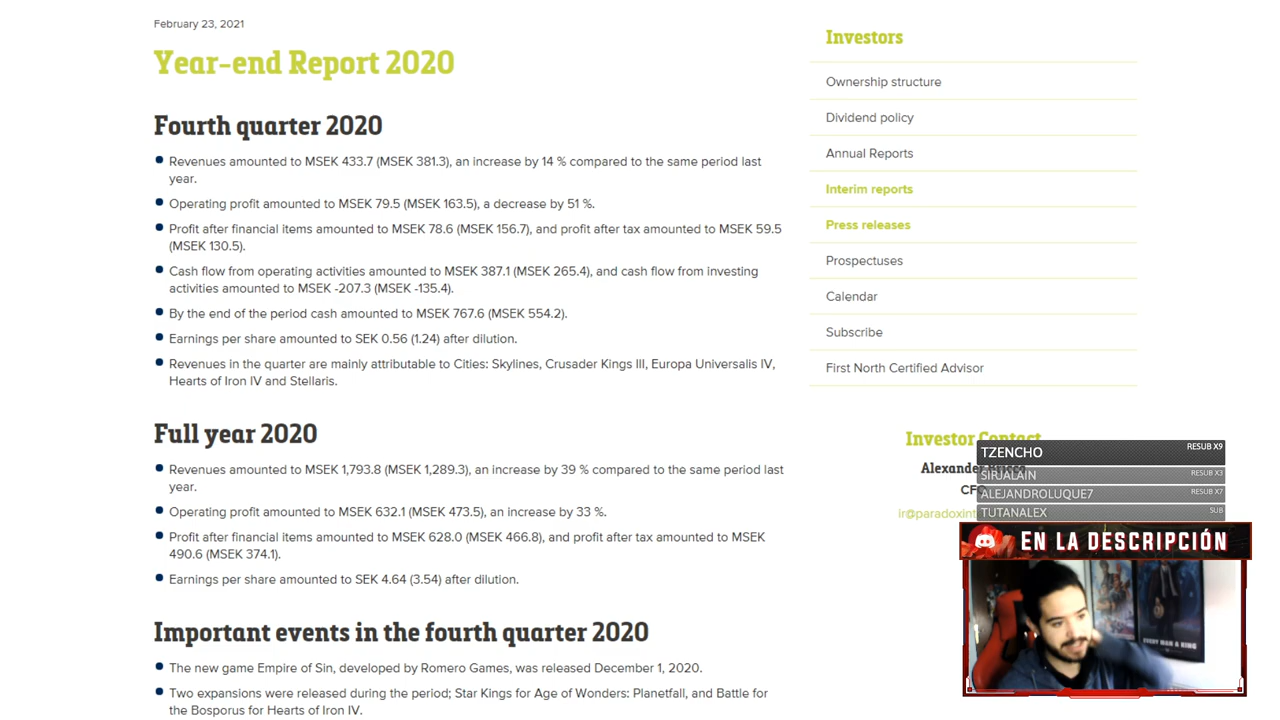 February 23, 2021
Year-end Report 2020
Fourth quarter 2020
Revenues amounted to MSEK 433.7 (MSEK 381.3), an increase by 14 % compared to the same period last
year.
Operating profit amounted to MSEK 79.5 (MSEK 163.5), a decrease by 51 %.
Profit after financial items amounted to MSEK 78.6 (MSEK 156.7), and profit after tax amounted to MSEK 59.5
(MSEK 130.5).
Cash flow from operating activities amounted to MSEK 387.1 (MSEK 265.4), and cash flow from investing
activities amounted to MSEK -207.3 (MSEK -135.4).
By the end of the period cash amounted to MSEK 767.6 (MSEK 554.2).
Earnings per share amounted to SEK 0.56 (1.24) after dilution.
Revenues in the quarter are mainly attributable to Cities: Skylines, Crusader Kings III, Europa Universalis IV,
Hearts of Iron IV and Stellaris.
Full year 2020
Revenues amounted to MSEK 1,793.8 (MSEK 1,289.3), an increase by 39 % compared to the same period last
year.
Operating profit amounted to MSEK 632.1 (MSEK 473.5), an increase by 33 %.
Profit after financial items amounted to MSEK 628.0 (MSEK 466.8), and profit after tax amounted to MSEK
490.6 (MSEK 374.1).
Earnings per share amounted to SEK 4.64 (3.54) after dilution.
Important events in the fourth quarter 2020
The new game Empire of Sin, developed by Romero Games, was released December 1, 2020.
Two expansions were released during the period; Star Kings for Age of Wonders: Planetfall, and Battle for
the Bosporus for Hearts of Iron IV.
Investors
Ownership structure
Dividend policy
Annual Reports
Interim reports
Press releases
Prospectuses
Calendar
Subscribe
First North Certified Advisor
Investor Contact
TZENCHO RESUB X9
SIRJALAIN RESUB X3
CF
ALEJANDROLUQUE7 RESUB X7
ir@paradoxint
TUTANALEX SUB
EN LA DESCRIPCIÓN
EVERY MAN A KING